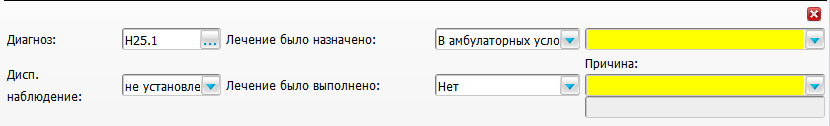 Диагноз: H25.1 ... Лечение было назначено: В амбулаторных усло
Причина:
Дисп. наблюдение: не установле Лечение было выполнено: Нет